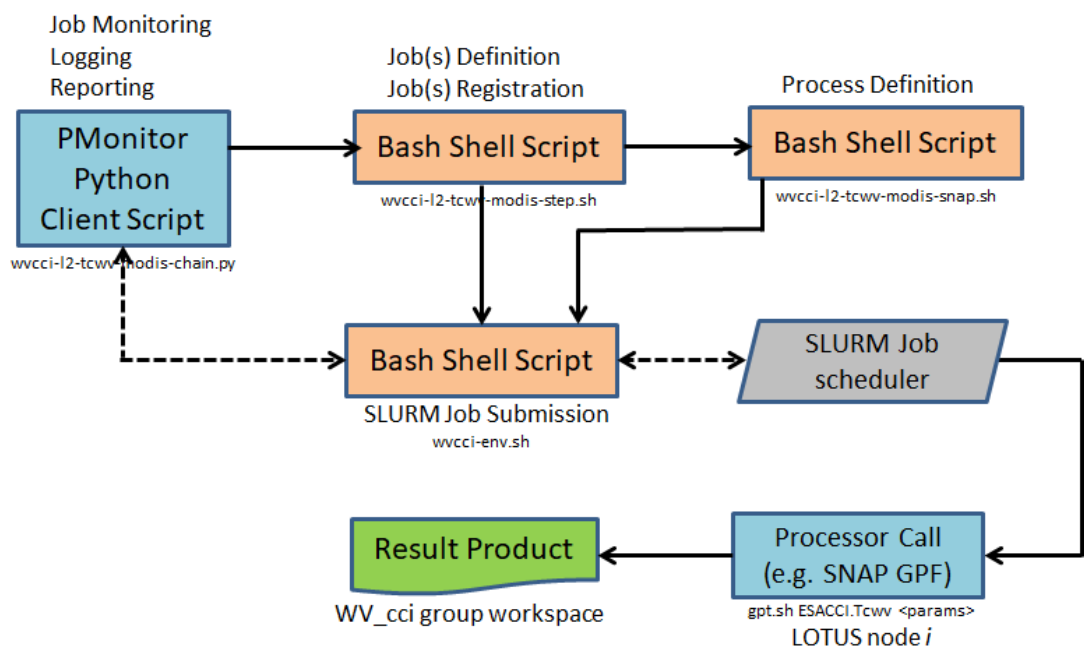 Job Monitoring
Logging
Reporting
PMonitor
Python
Client Script
wvcci-l2-tcwv-modis-chain.py
Job(s) Definition
Job(s) Registration
Bash Shell Script
wvcci-l2-tcwv-modis-step.sh
Process Definition
Bash Shell Script
wvcci-l2-tcwv-modis-snap.sh
Bash Shell Script
SLURM Job Submission
wvcci-env.sh
SLURM Job
scheduler
Result Product
WV_cci group workspace
Processor Call
(e.g. SNAP GPF)
gpt.sh ESACCI.Tcwv <params>
LOTUS node i